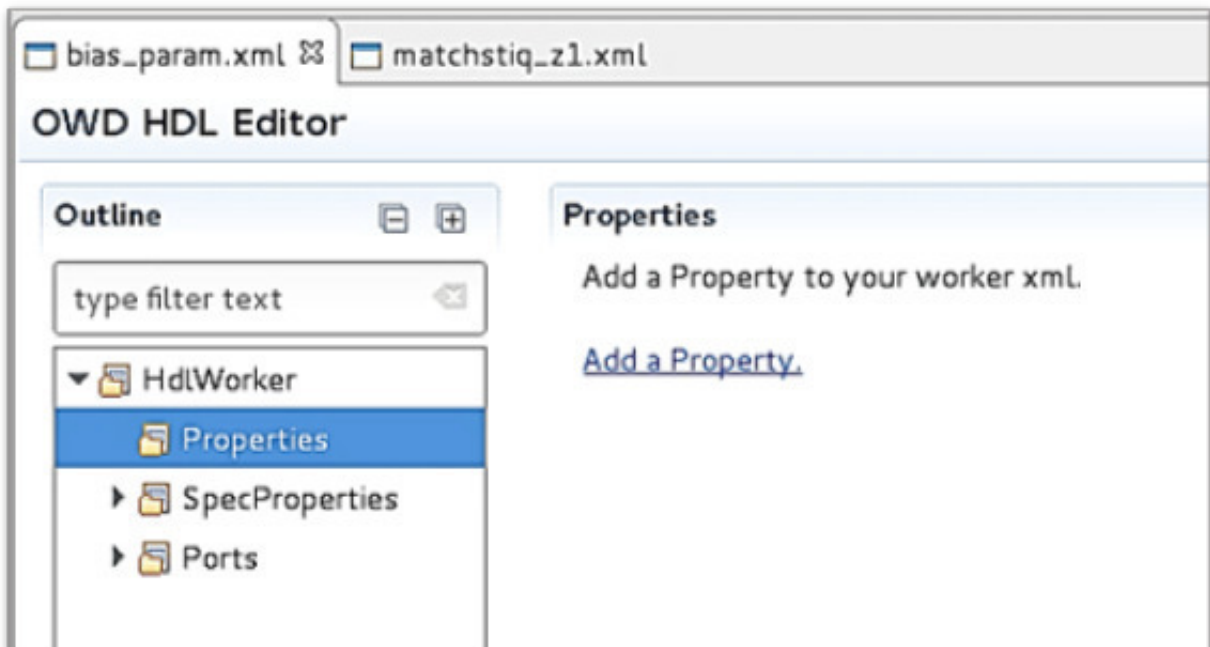 bias_param.xml
matchstiq_z1.xml
OWD HDL Editor
Outline
type filter text
HdlWorker
Properties
SpecProperties
Ports
Properties
Add a Property to your worker xml.
Add a Property.